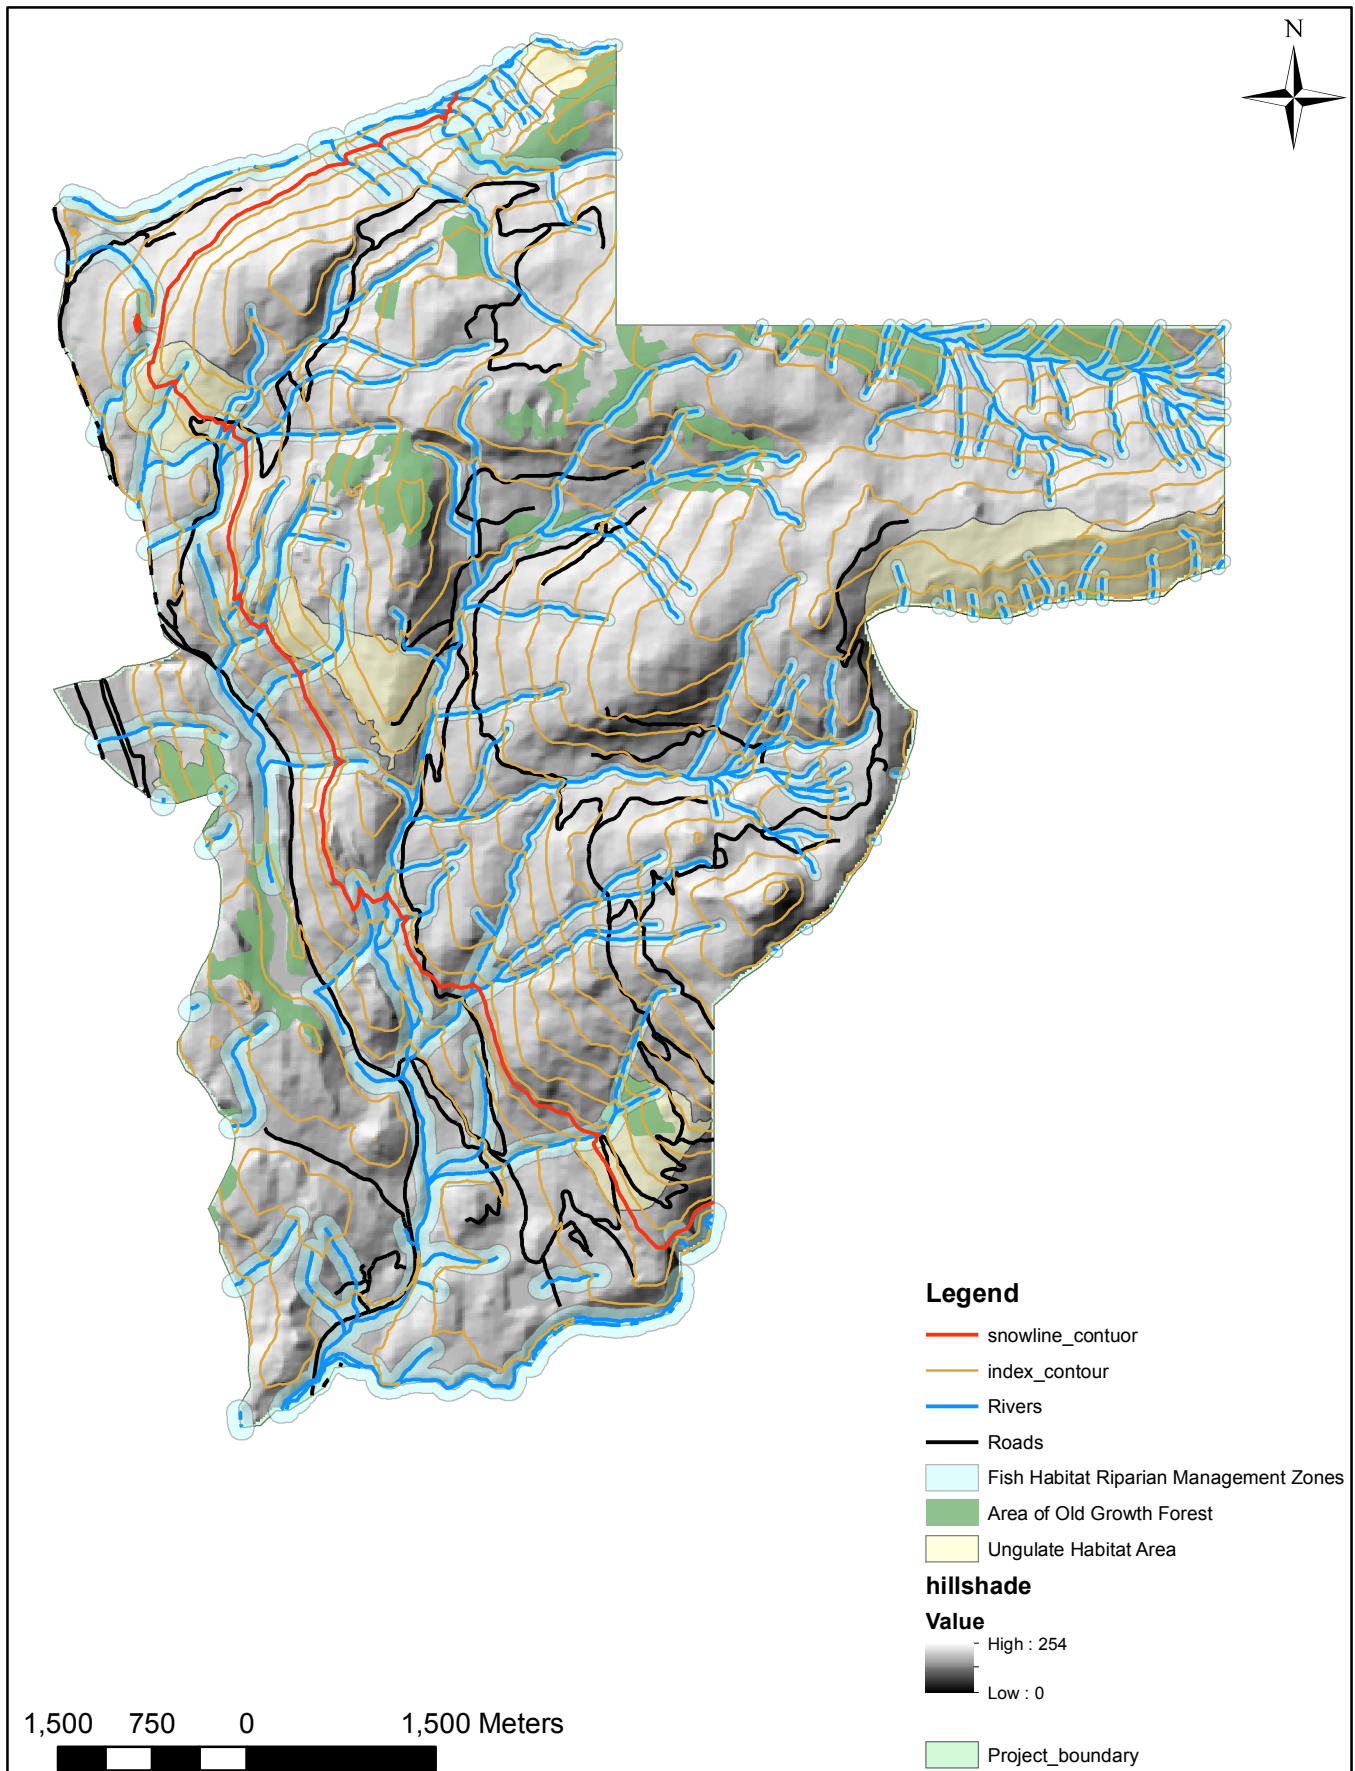 N
Legend
snowline_contuor
index_contour
Rivers
Roads
Fish Habitat Riparian Management Zones
Area of Old Growth Forest
Ungulate Habitat Area
hillshade
Value
High : 254
Low : 0
Project_boundary
1,500 750 0 1,500 Meters